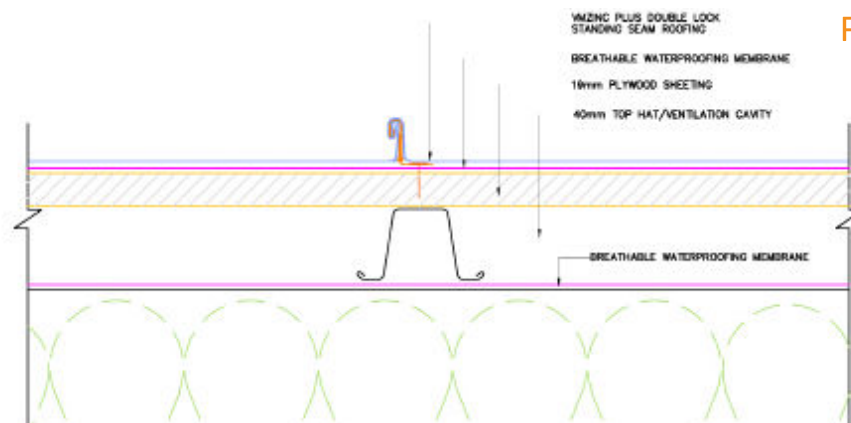 VMZINC PLUS DOUBLE LOCK
STANDING SEAM ROOFING
BREATHABLE WATERPROOFING MEMBRANE
19mm PLYWOOD SHEETING
40mm TOP HAT/VENTILATION CAVITY
BREATHABLE WATERPROOFING MEMBRANE